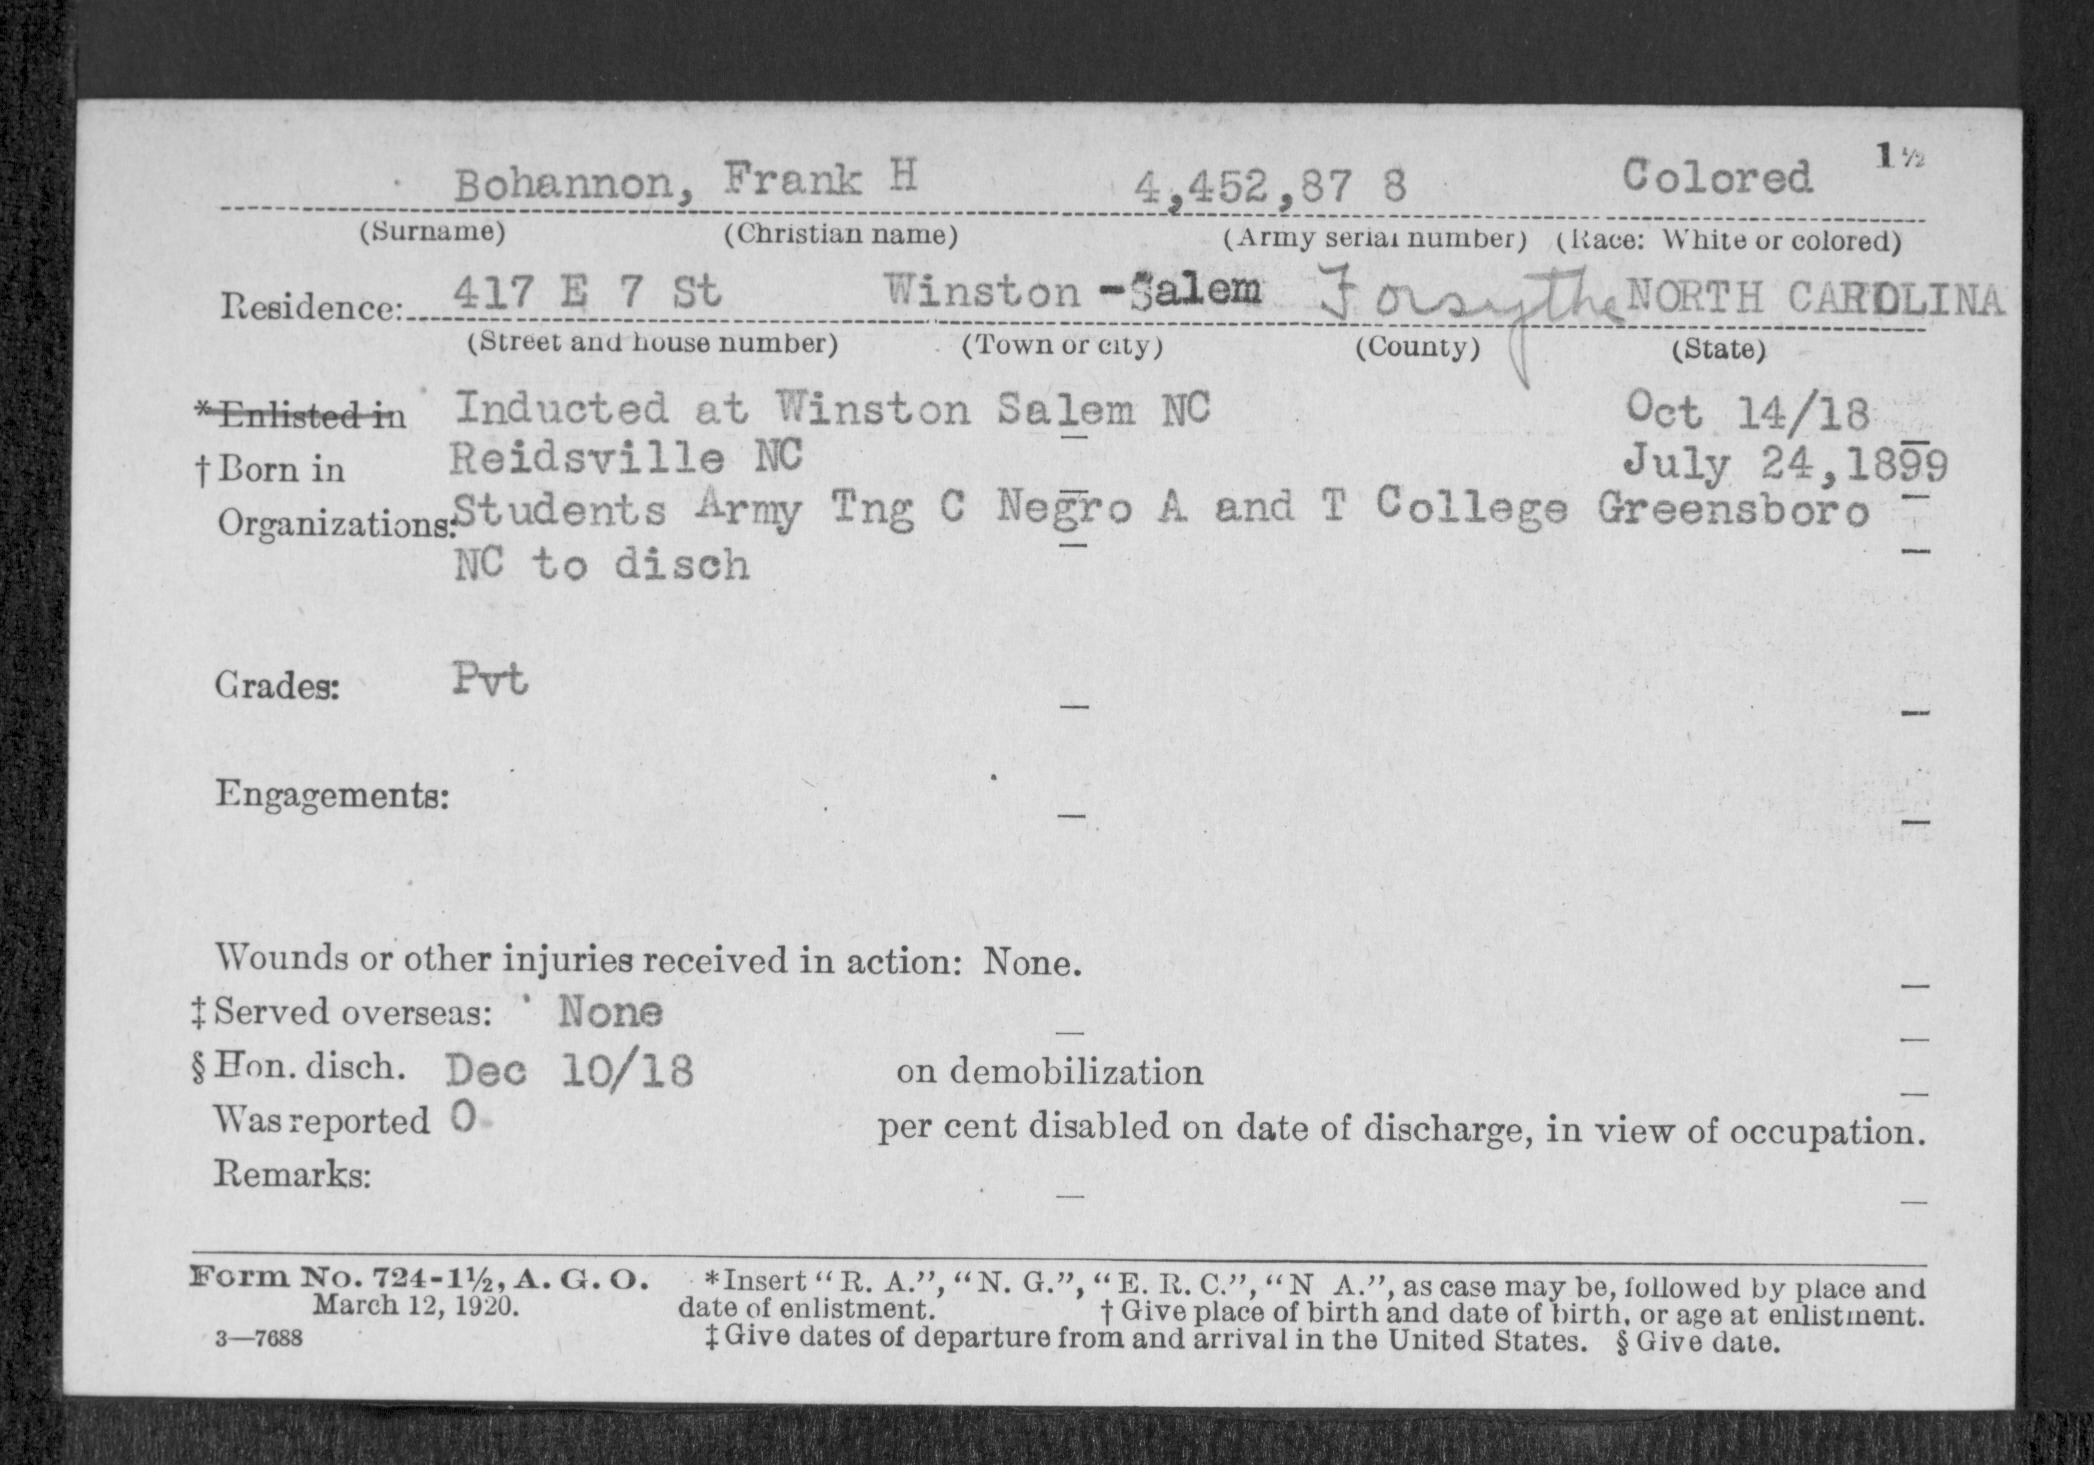 1 ½
Bohannon, Frank H 4,452,87 8 Colored
(Surname) (Christian name) (Army serial number) (Race: White or colored)
Residence: 417 E 7 St Winston-Salem Forsythe NORTH CAROLINA
(Street and house number) (Town or city) (County) (State)
*Enlisted in Inducted at Winston Salem NC Oct 14/18
†Born in Reidsville NC July 24,1899
Organizations: Students Army Tng C Negro A and T College Greensboro
NC to disch
Grades: Pvt
Engagements:
Wounds or other injuries received in action: None.
‡Served overseas: None
§Hon. disch. Dec 10/18 on demobilization
Was reported 0 per cent disabled on date of discharge, in view of occupation.
Remarks:
Form No. 724-1½, A. G. O. *Insert "R. A.", "N. G.", "E. R. C.", "N A.", as case may be, followed by place and
March 12, 1920. date of enlistment. †Give place of birth and date of birth, or age at enlistment.
3—7688 ‡Give dates of departure from and arrival in the United States. §Give date.